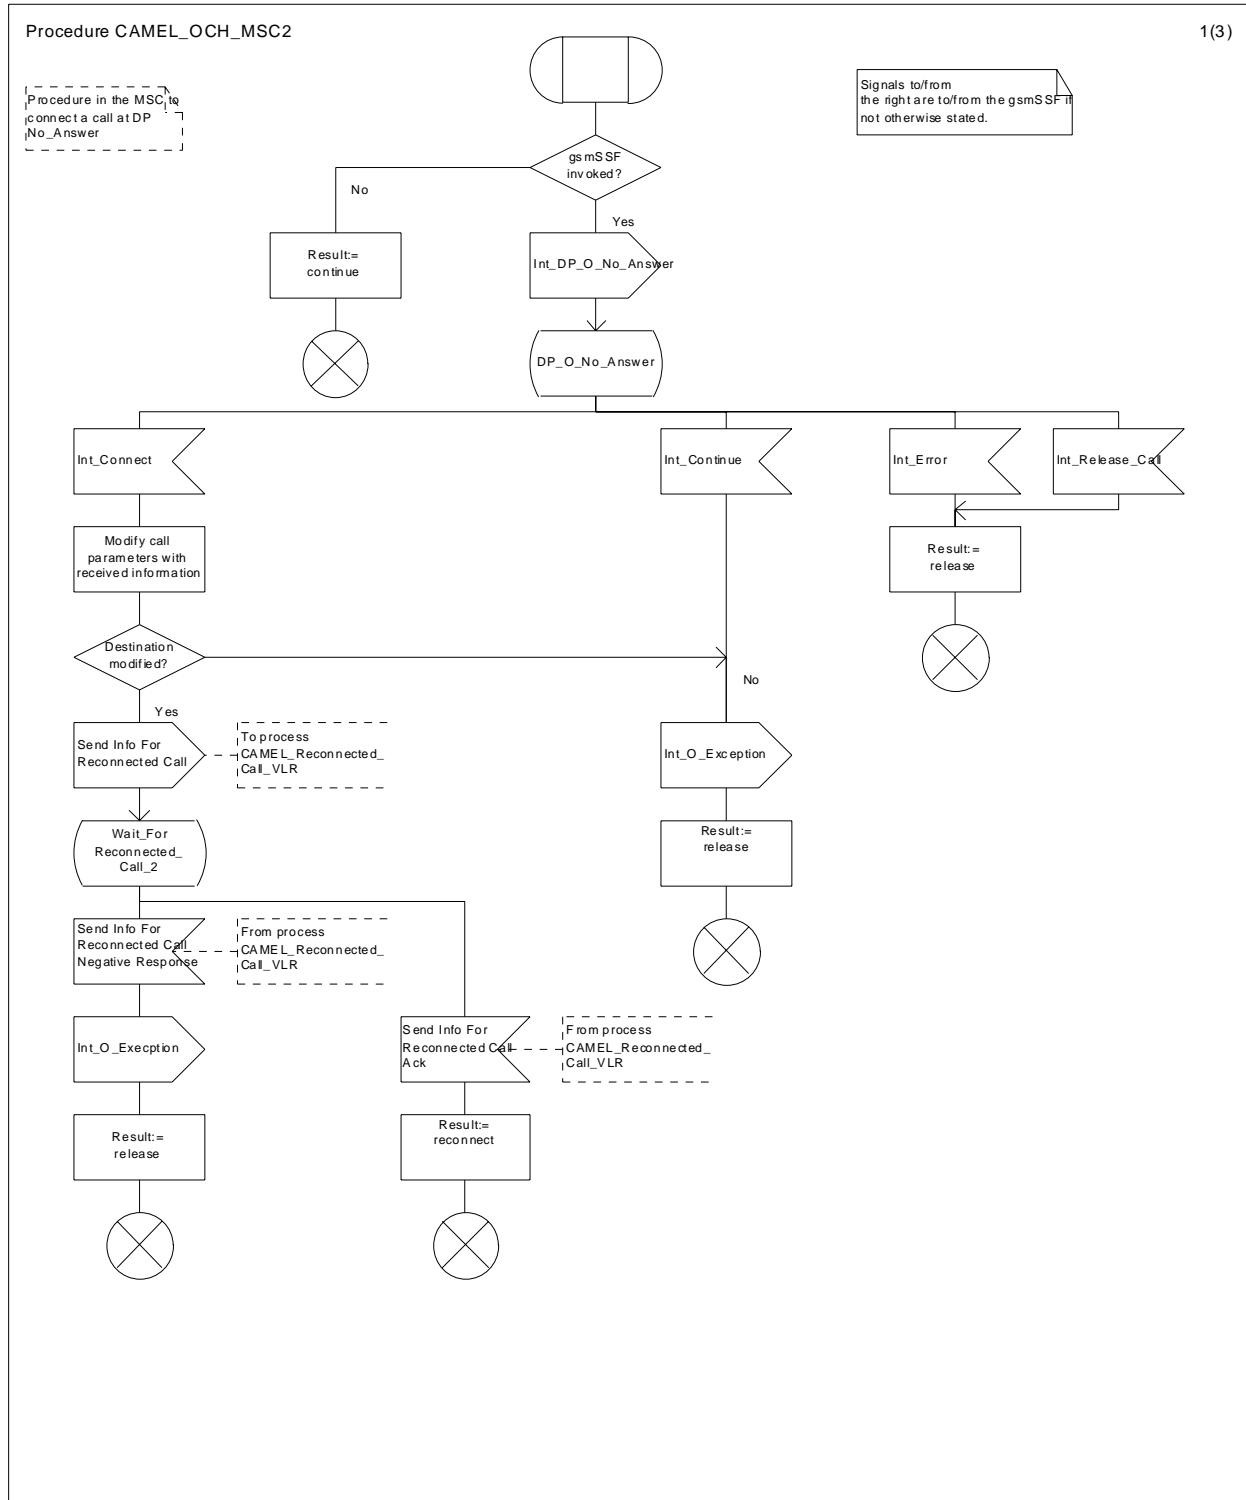 Procedure CAMEL_OCH_MSC2
1(3)
Procedure in the MSC to
connect a call at DP
No_Answer
Signals to/from
the right are to/from the gsmSSF if
not otherwise stated.
gsmSSF
invoked?
No
Yes
Result:=
continue
Int_DP_O_No_Answer
DP_O_No_Answer
Int_Connect
Int_Continue
Int_Error
Int_Release_Call
Modify call
parameters with
received information
Result:=
release
Destination
modified?
No
Yes
Send Info For
Reconnected Call
To process
CAMEL_Reconnected_
Call_VLR
Int_O_Exception
Wait_For
Reconnected_
Call_2
Result:=
release
Send Info For
Reconnected Call
Negative Response
From process
CAMEL_Reconnected_
Call_VLR
Int_O_Execption
Send Info For
Reconnected Call
Ack
From process
CAMEL_Reconnected_
Call_VLR
Result:=
release
Result:=
reconnect